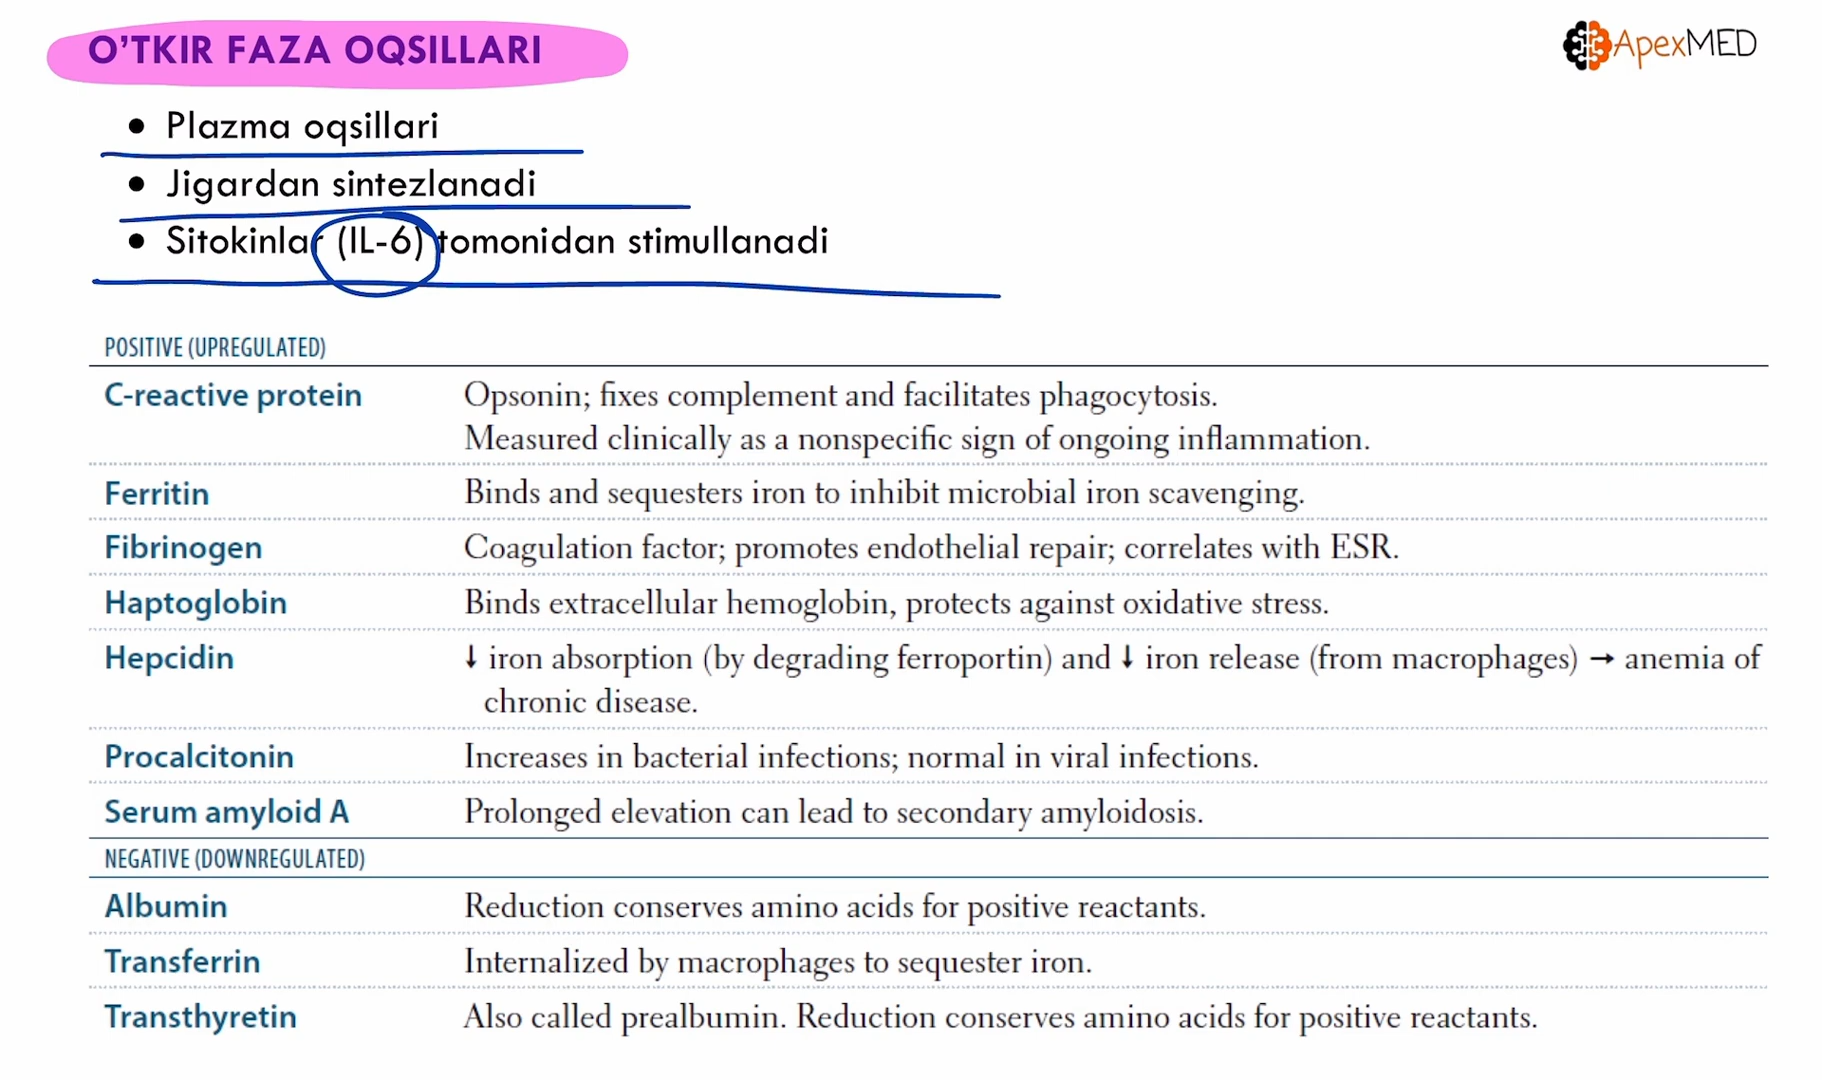 O'TKIR FAZA OQSILLARI
ApexMED
• Plazma oqsillari
• Jigardan sintezlanadi
• Sitokinlar (IL-6) tomonidan stimullanadi
POSITIVE (UPREGULATED)
C-reactive protein Opsonin; fixes complement and facilitates phagocytosis.
Measured clinically as a nonspecific sign of ongoing inflammation.
Ferritin Binds and sequesters iron to inhibit microbial iron scavenging.
Fibrinogen Coagulation factor; promotes endothelial repair; correlates with ESR.
Haptoglobin Binds extracellular hemoglobin, protects against oxidative stress.
Hepcidin ↓ iron absorption (by degrading ferroportin) and ↓ iron release (from macrophages) → anemia of
chronic disease.
Procalcitonin Increases in bacterial infections; normal in viral infections.
Serum amyloid A Prolonged elevation can lead to secondary amyloidosis.
NEGATIVE (DOWNREGULATED)
Albumin Reduction conserves amino acids for positive reactants.
Transferrin Internalized by macrophages to sequester iron.
Transthyretin Also called prealbumin. Reduction conserves amino acids for positive reactants.